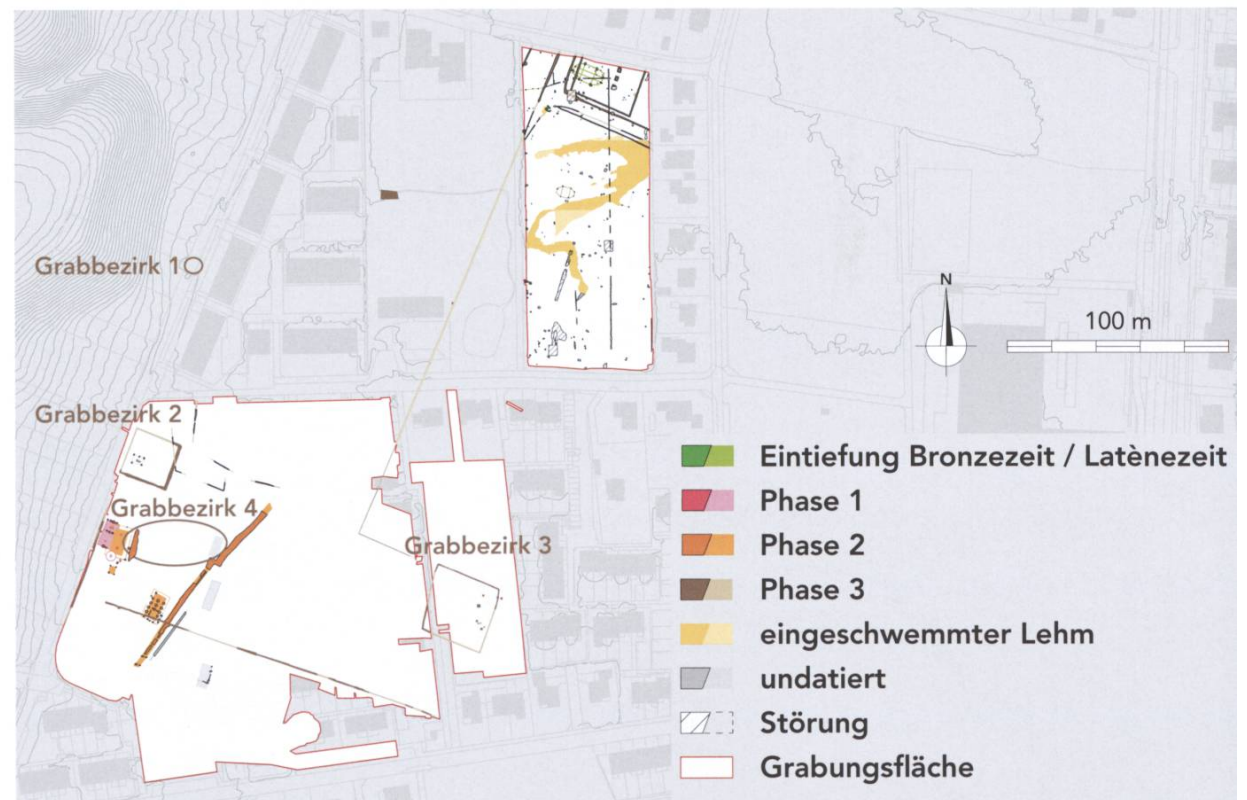 Grabbezirk 1
N
100 m
Grabbezirk 2
Grabbezirk 4
Grabbezirk 3
Eintiefung Bronzezeit / Latènezeit
Phase 1
Phase 2
Phase 3
eingeschwemmter Lehm
undatiert
Störung
Grabungsfläche